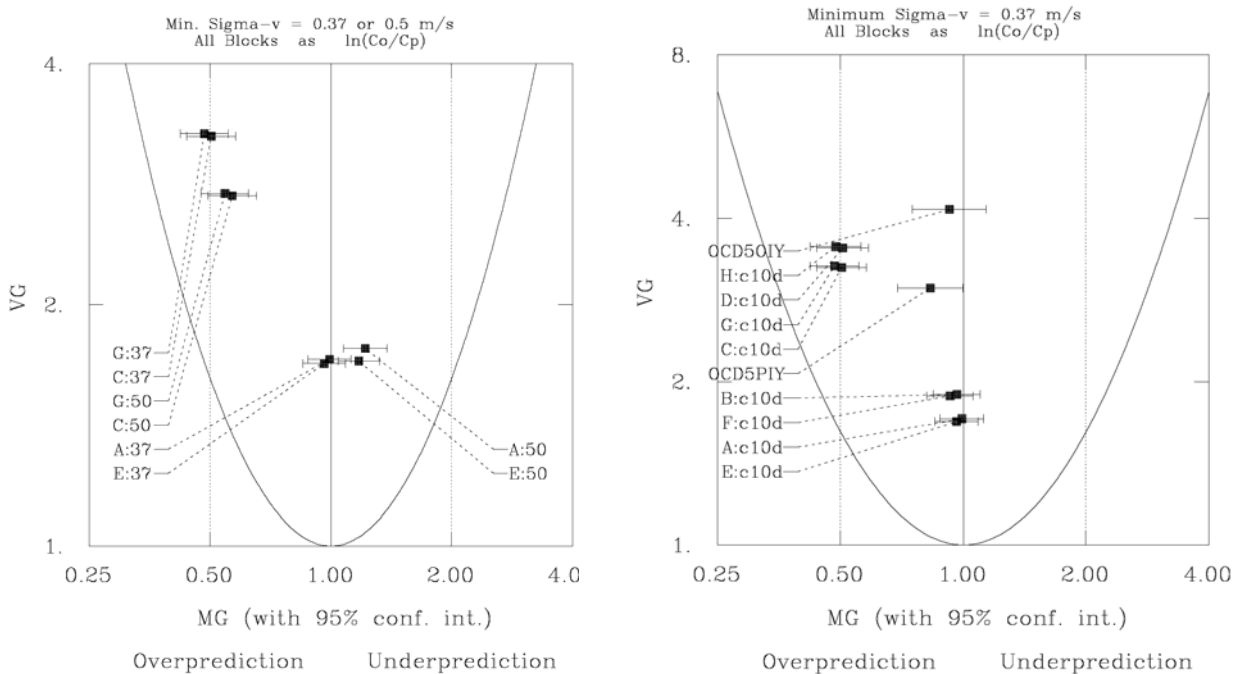 Min. Sigma-v = 0.37 or 0.5 m/s
All Blocks as ln(Co/Cp)
4.
2.
1.
VG
G:37
C:37
G:50
C:50
A:37
E:37
A:50
E:50
0.25 0.50 1.00 2.00 4.0
MG (with 95% conf. int.)
Overprediction Underprediction
Minimum Sigma-v = 0.37 m/s
All Blocks as ln(Co/Cp)
8.
4.
2.
1.
VG
OCD5OIY
H:c10d
D:c10d
G:c10d
C:c10d
OCD5PIY
B:c10d
F:c10d
A:c10d
E:c10d
0.25 0.50 1.00 2.00 4.00
MG (with 95% conf. int.)
Overprediction Underprediction